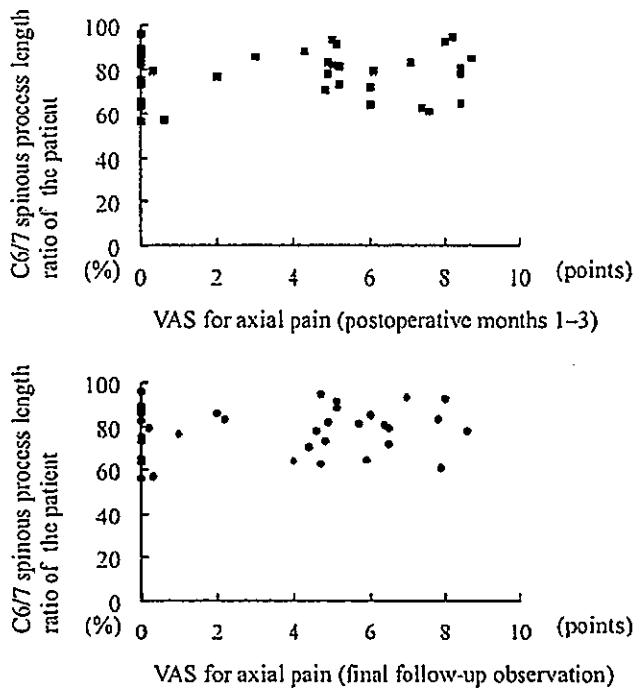 C6/7 spinous process length
ratio of the patient
100
80
60
40
20
0
(%)
0 2 4 6 8 10 (points)
VAS for axial pain (postoperative months 1–3)
C6/7 spinous process length
ratio of the patient
100
80
60
40
20
0
(%)
0 2 4 6 8 10 (points)
VAS for axial pain (final follow-up observation)